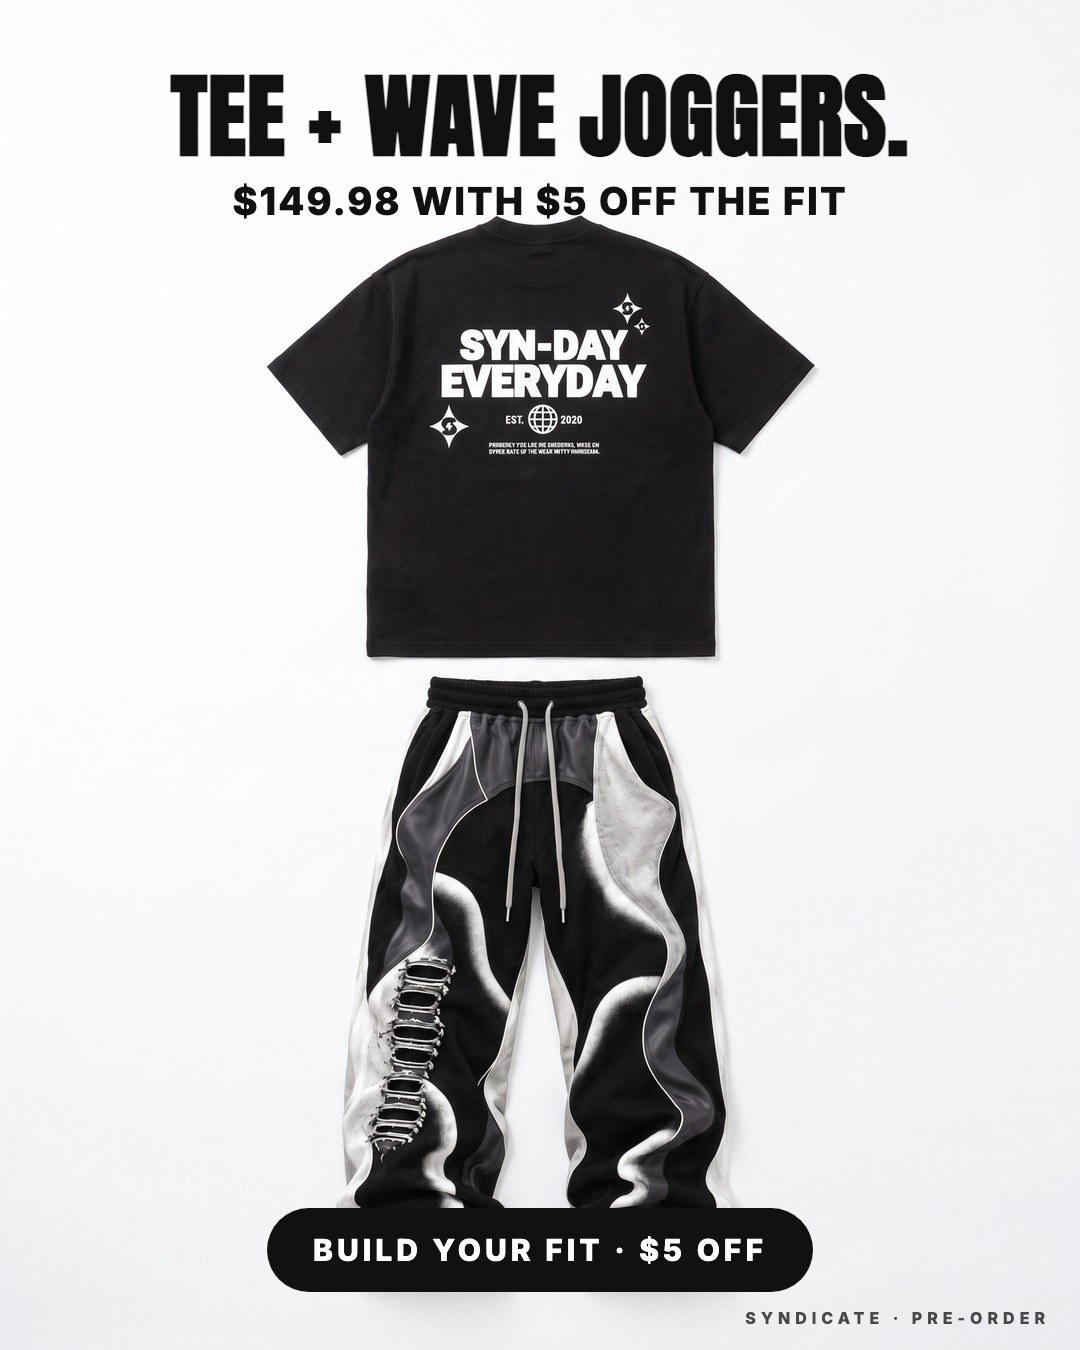 TEE + WAVE JOGGERS.
$149.98 WITH $5 OFF THE FIT
SYN-DAY
EVERYDAY
EST. 2020
SYNDICATE · PRE-ORDER
BUILD YOUR FIT · $5 OFF